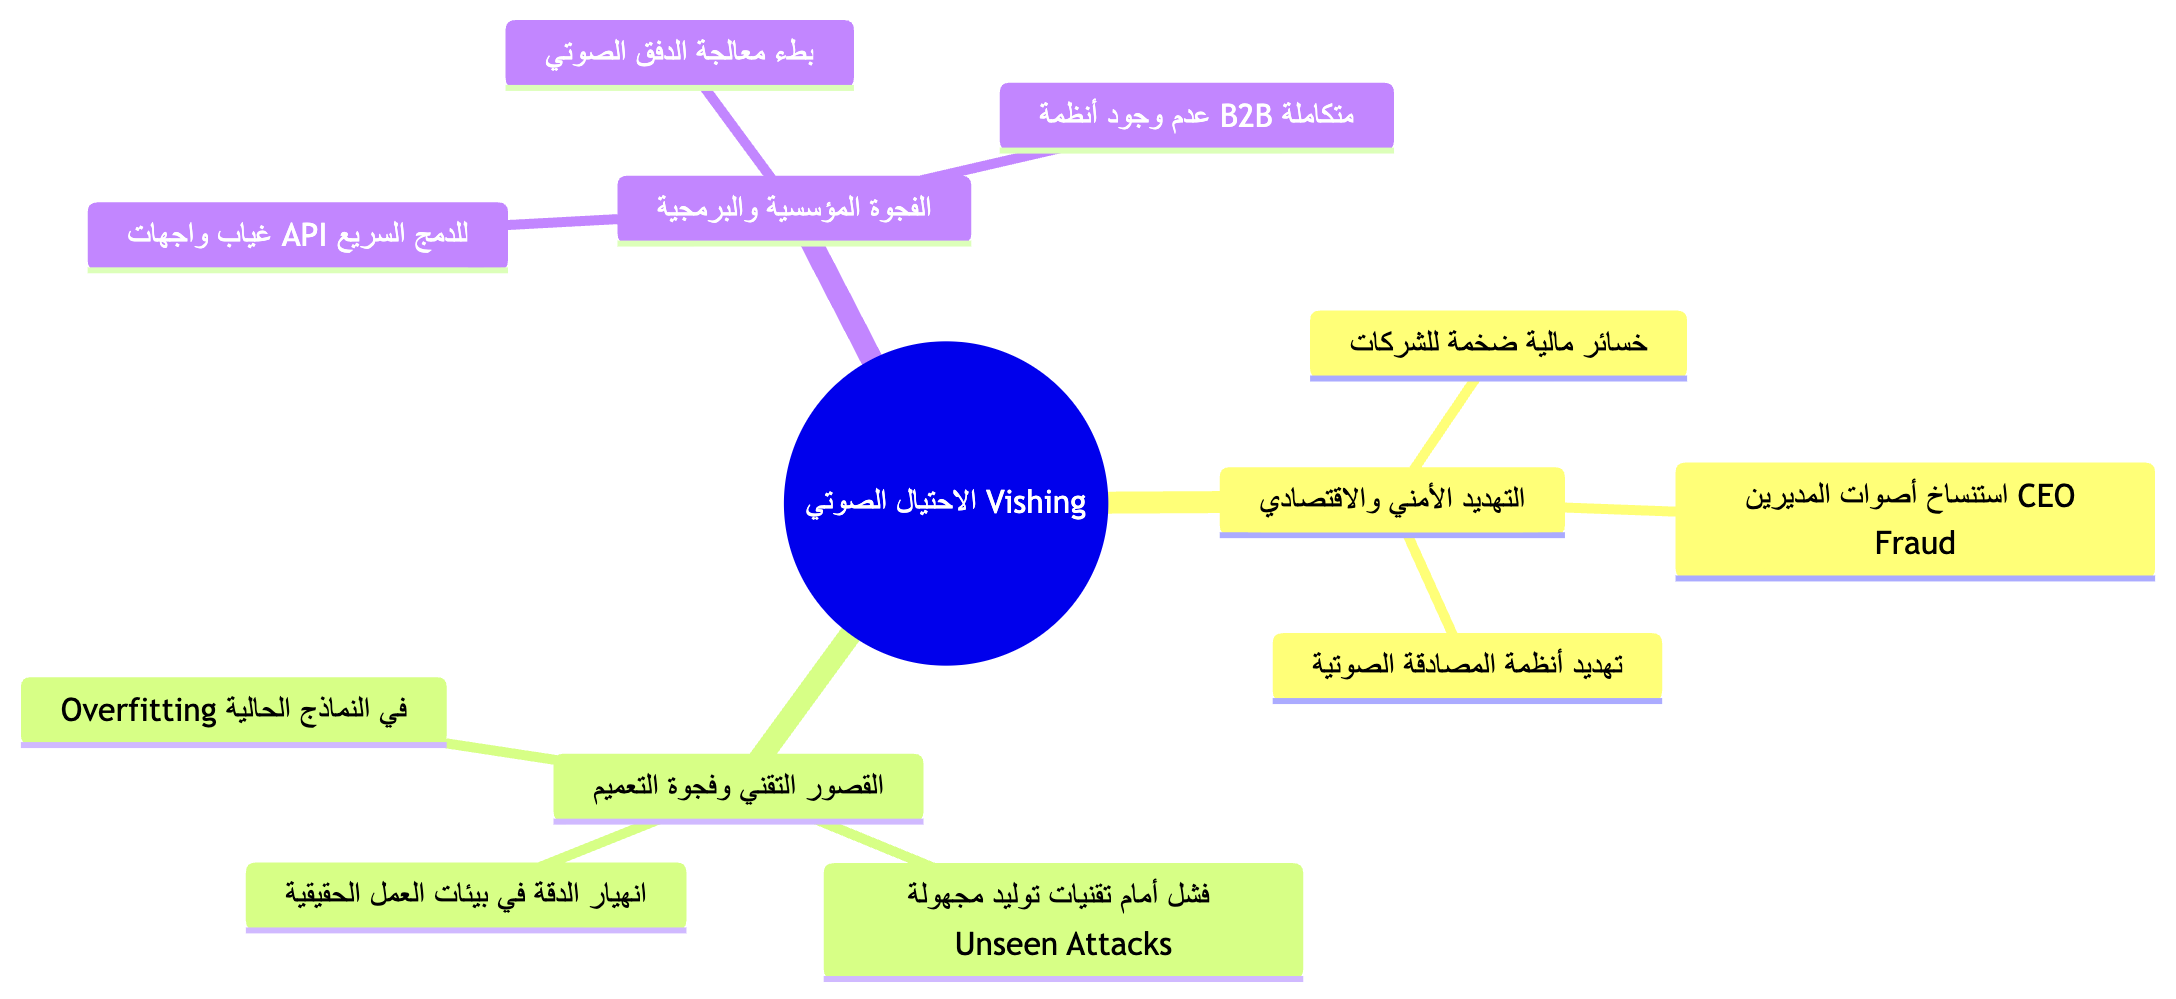 بطء معالجة الدفق الصوتي
عدم وجود أنظمة B2B متكاملة
الفجوة المؤسسية والبرمجية
غياب واجهات API للدمج السريع
خسائر مالية ضخمة للشركات
التهديد الأمني والاقتصادي
استنساخ أصوات المديرين CEO
Fraud
الاحتيال الصوتي Vishing
تهديد أنظمة المصادقة الصوتية
Overfitting في النماذج الحالية
القصور التقني وفجوة التعميم
انهيار الدقة في بيئات العمل الحقيقية
فشل أمام تقنيات توليد مجهولة
Unseen Attacks